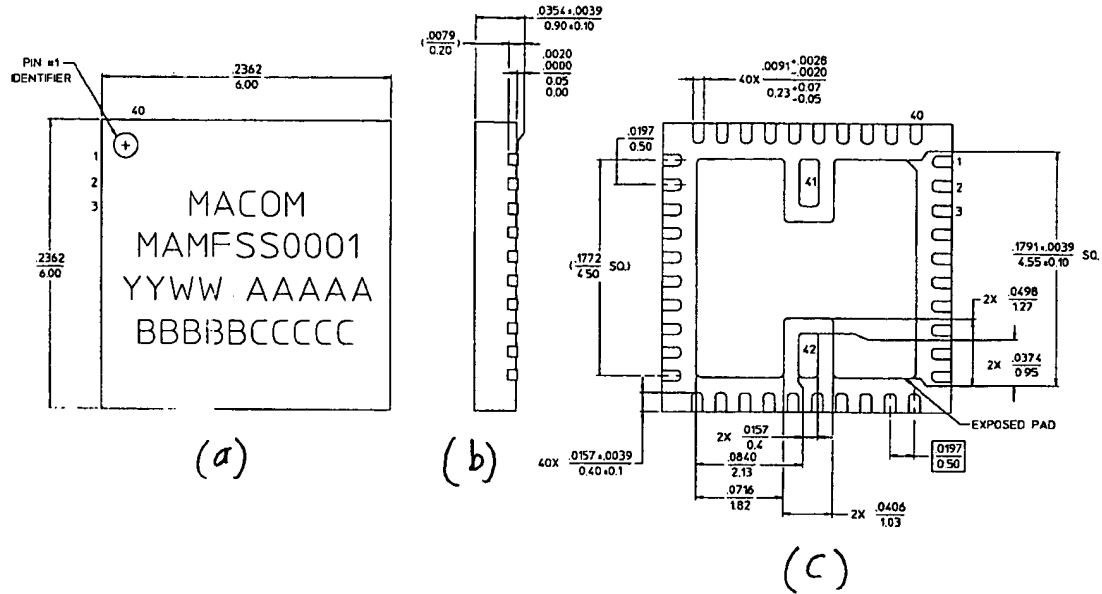 PIN #1
IDENTIFIER
.2362
6.00
40
1
2
3
.2362
6.00
MACOM
MAMFSS0001
YYWW AAAAA
BBBBBCCCCC
(a)
.0354±.0039
0.90±0.10
(.0079
0.20)
.0020
.0000
0.05
0.00
(b)
40X .0091 +.0028
-.0020
0.23 +0.07
-0.05
40
.0197
0.50
41
1
2
3
(.1772
4.50 SQ.)
.1791±.0039
4.55±0.10 SQ.
2X .0498
1.27
42
2X .0374
0.95
EXPOSED PAD
2X .0157
0.4
.0197
0.50
40X .0157±.0039
0.40±0.1
.0840
2.13
.0716
1.82
2X .0406
1.03
(C)